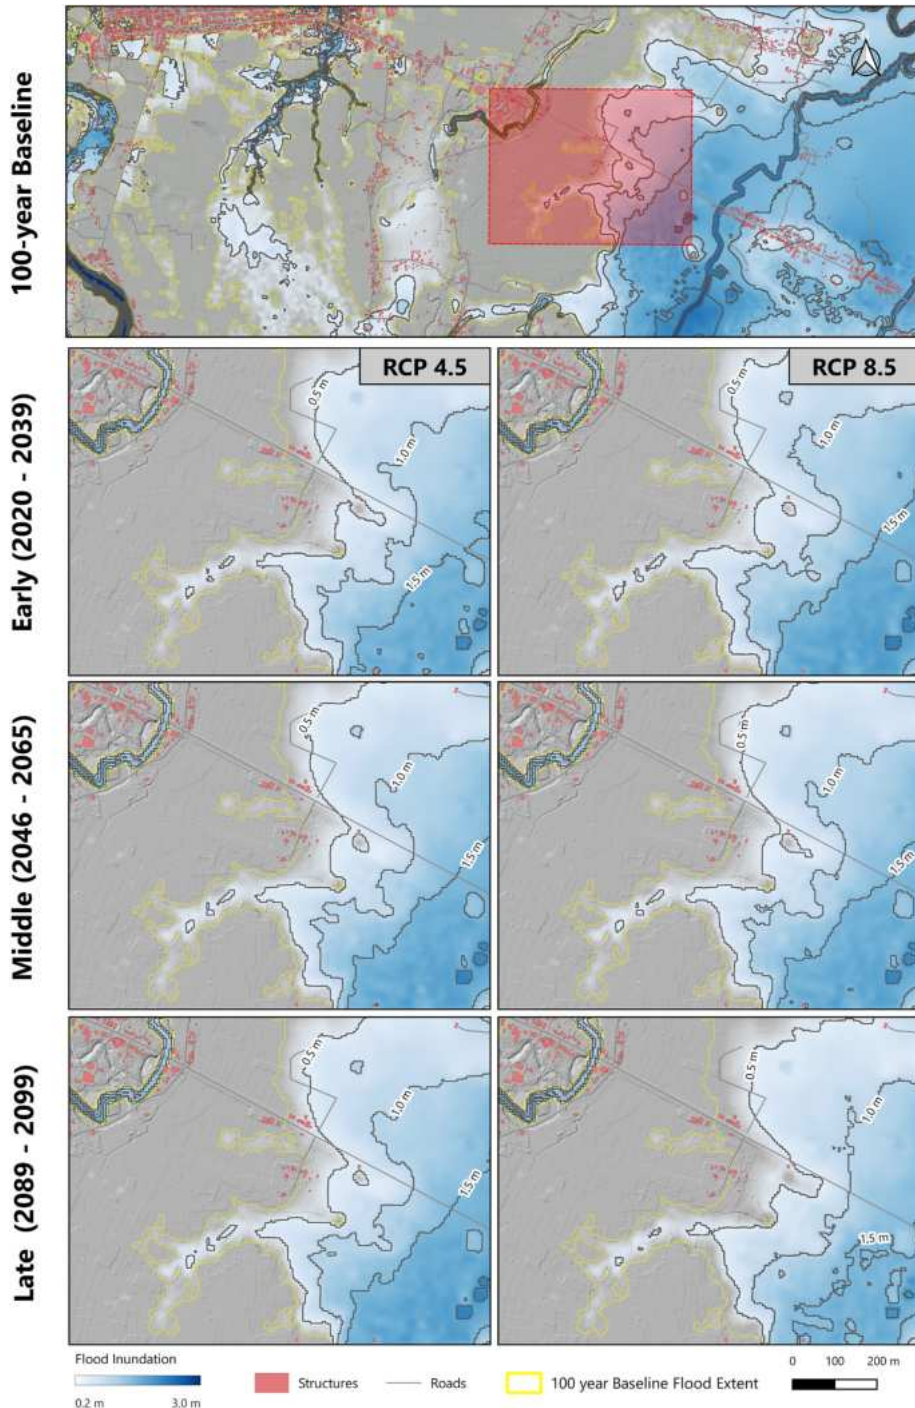 100-year Baseline
RCP 4.5
RCP 8.5
Early (2020 - 2039)
0.5 m
1.0 m
1.5 m
0.5 m
1.0 m
1.5 m
Middle (2046 - 2065)
0.5 m
1.0 m
1.5 m
0.5 m
1.0 m
1.5 m
Late (2089 - 2099)
0.5 m
1.0 m
1.5 m
0.5 m
1.0 m
1.5 m
Flood Inundation
0.2 m 3.0 m
Structures
Roads
100 year Baseline Flood Extent
0 100 200 m